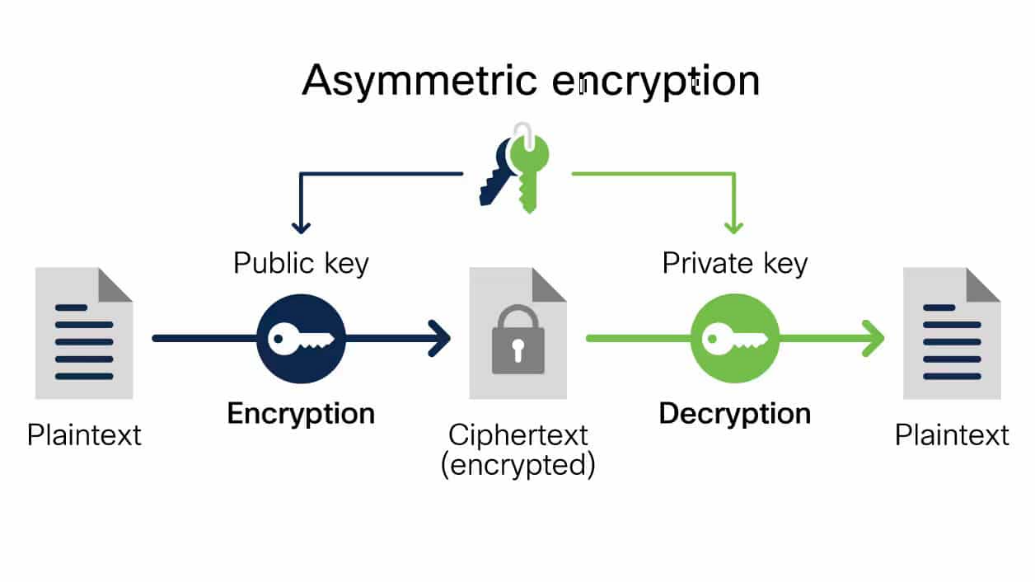 Asymmetric encryption
Public key
Private key
Encryption
Decryption
Plaintext
Ciphertext
(encrypted)
Plaintext